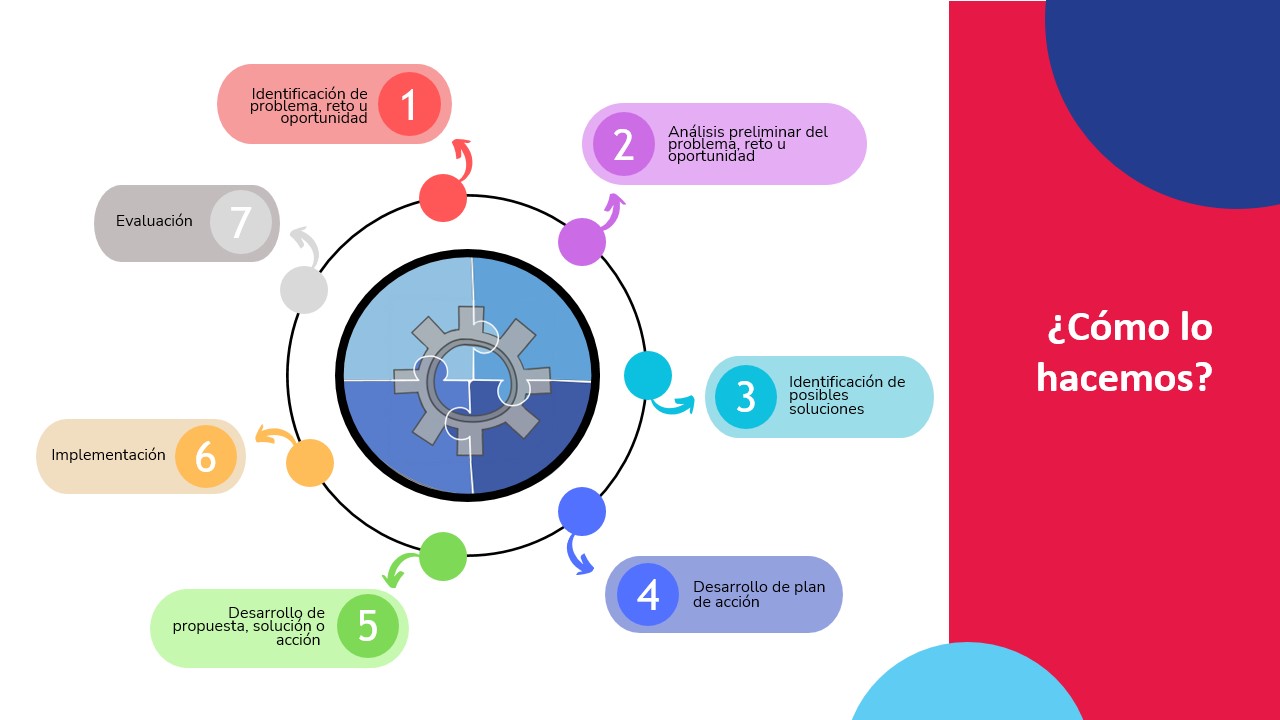 1
Identificación de
problema, reto u
oportunidad
2
Análisis preliminar del
problema, reto u
oportunidad
3
Identificación de
posibles
soluciones
4
Desarrollo de plan
de acción
5
Desarrollo de
propuesta, solución o
acción
6
Implementación
7
Evaluación
¿Cómo lo
hacemos?